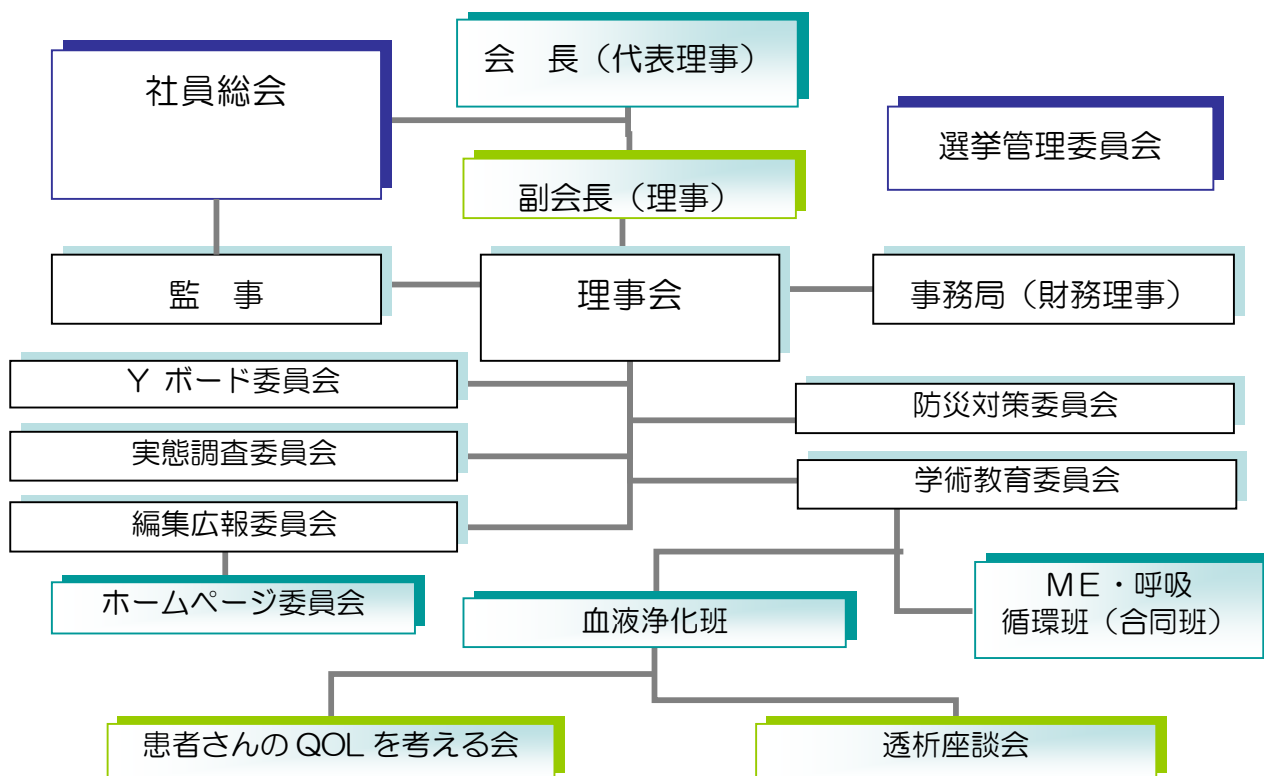 会　長（代表理事）
社員総会
選挙管理委員会
副会長（理事）
監　事
理事会
事務局（財務理事）
Ｙ ボード委員会
防災対策委員会
実態調査委員会
学術教育委員会
編集広報委員会
ホームページ委員会
血液浄化班
ＭＥ・呼吸
循環班（合同班）
患者さんの QOL を考える会
透析座談会